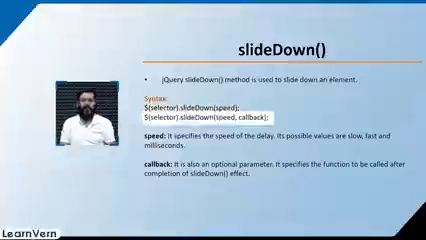 slideDown()
• jQuery slideDown() method is used to slide down an element.
Syntax:
$(selector).slideDown(speed);
$(selector).slideDown(speed, callback);
speed: It specifies the speed of the delay. Its possible values are slow, fast and
milliseconds.
callback: It is also an optional parameter. It specifies the function to be called after
completion of slideDown() effect.
LearnVern